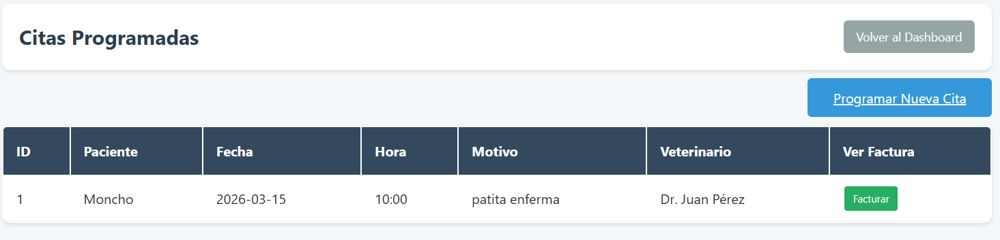 Citas Programadas
Volver al Dashboard
Programar Nueva Cita
ID Paciente Fecha Hora Motivo Veterinario Ver Factura
1 Moncho 2026-03-15 10:00 patita enferma Dr. Juan Pérez Facturar